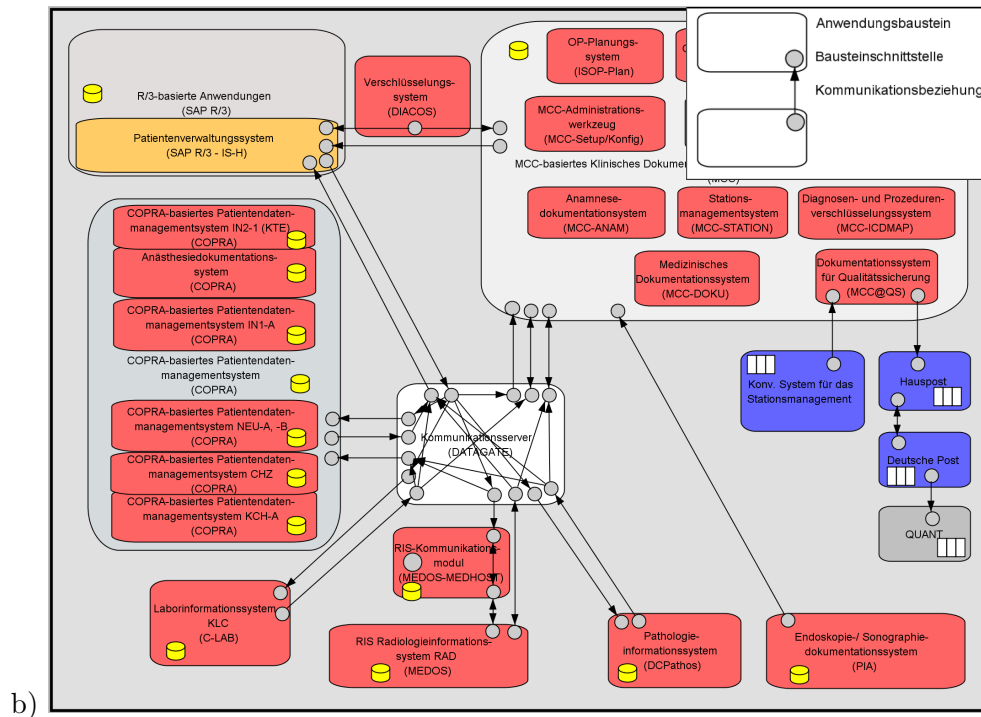 R/3-basierte Anwendungen
(SAP R/3)
Patientenverwaltungssystem
(SAP R/3 - IS-H)
Verschlüsselungs-
system
(DIACOS)
OP-Planungs-
system
(ISOP-Plan)
MCC-Administrations-
werkzeug
(MCC-Setup/Konfig)
MCC-basiertes Klinisches Dokumen
Anwendungsbaustein
Bausteinschnittstelle
Kommunikationsbeziehung
Anamnese-
dokumentationsystem
(MCC-ANAM)
Stations-
managementsystem
(MCC-STATION)
Diagnosen- und Prozeduren-
verschlüsselungssystem
(MCC-ICDMAP)
Medizinisches
Dokumentationssystem
(MCC-DOKU)
Dokumentationssystem
für Qualitätssicherung
(MCC@QS)
COPRA-basiertes Patientendaten-
managementsystem IN2-1 (KTE)
(COPRA)
Anästhesiedokumentations-
system
(COPRA)
COPRA-basiertes Patientendaten-
managementsystem IN1-A
(COPRA)
COPRA-basiertes Patientendaten-
managementsystem
(COPRA)
COPRA-basiertes Patientendaten-
managementsystem NEU-A, -B
(COPRA)
COPRA-basiertes Patientendaten-
managementsystem CHZ
(COPRA)
COPRA-basiertes Patientendaten-
managementsystem KCH-A
(COPRA)
Kommunikationsserver
(DATAGATE)
Konv. System für das
Stationsmanagement
Hauspost
Deutsche Post
QUANT
RIS-Kommunikations-
modul
(MEDOS-MEDHOST)
Laborinformationssystem
KLC
(C-LAB)
RIS Radiologieinformations-
system RAD
(MEDOS)
Pathologie-
informationssystem
(DCPathos)
Endoskopie-/ Sonographie-
dokumentationssystem
(PIA)
b)